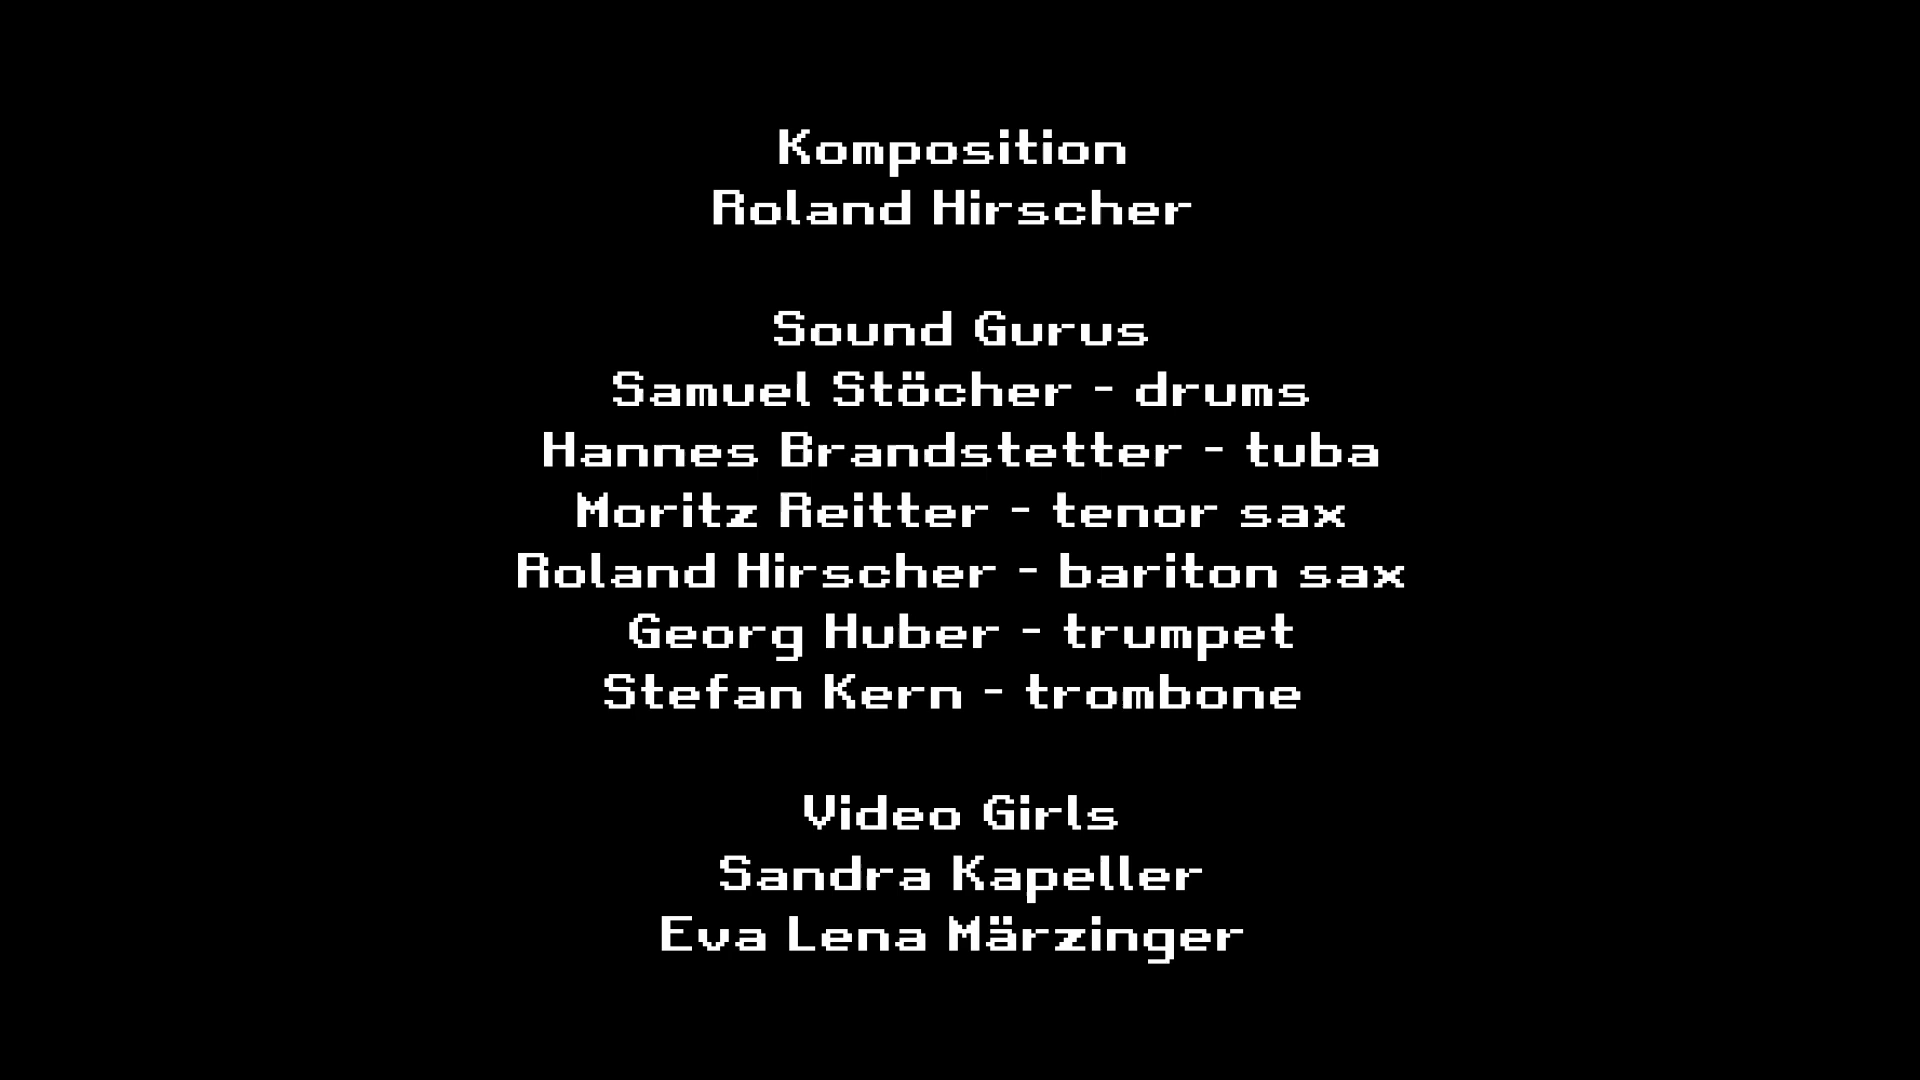 Komposition
Roland Hirscher
Sound Gurus
Samuel Stöcher - drums
Hannes Brandstetter - tuba
Moritz Reitter - tenor sax
Roland Hirscher - bariton sax
Georg Huber - trumpet
Stefan Kern - trombone
Video Girls
Sandra Kapeller
Eva Lena Märzinger